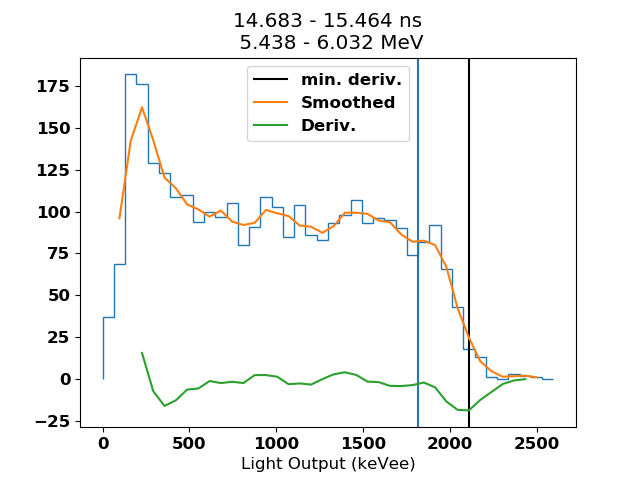 14.683 - 15.464 ns
5.438 - 6.032 MeV
min. deriv.
Smoothed
Deriv.
175
150
125
100
75
50
25
0
−25
0 500 1000 1500 2000 2500
Light Output (keVee)